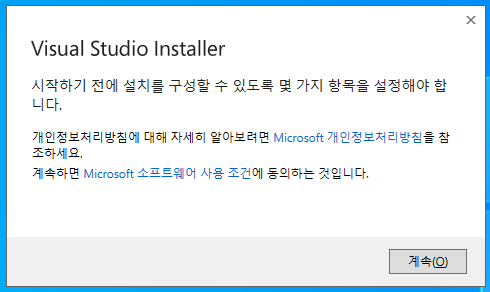 Visual Studio Installer
시작하기 전에 설치를 구성할 수 있도록 몇 가지 항목을 설정해야 합
니다.
개인정보처리방침에 대해 자세히 알아보려면 Microsoft 개인정보처리방침을 참
조하세요.
계속하면 Microsoft 소프트웨어 사용 조건에 동의하는 것입니다.
계속(O)